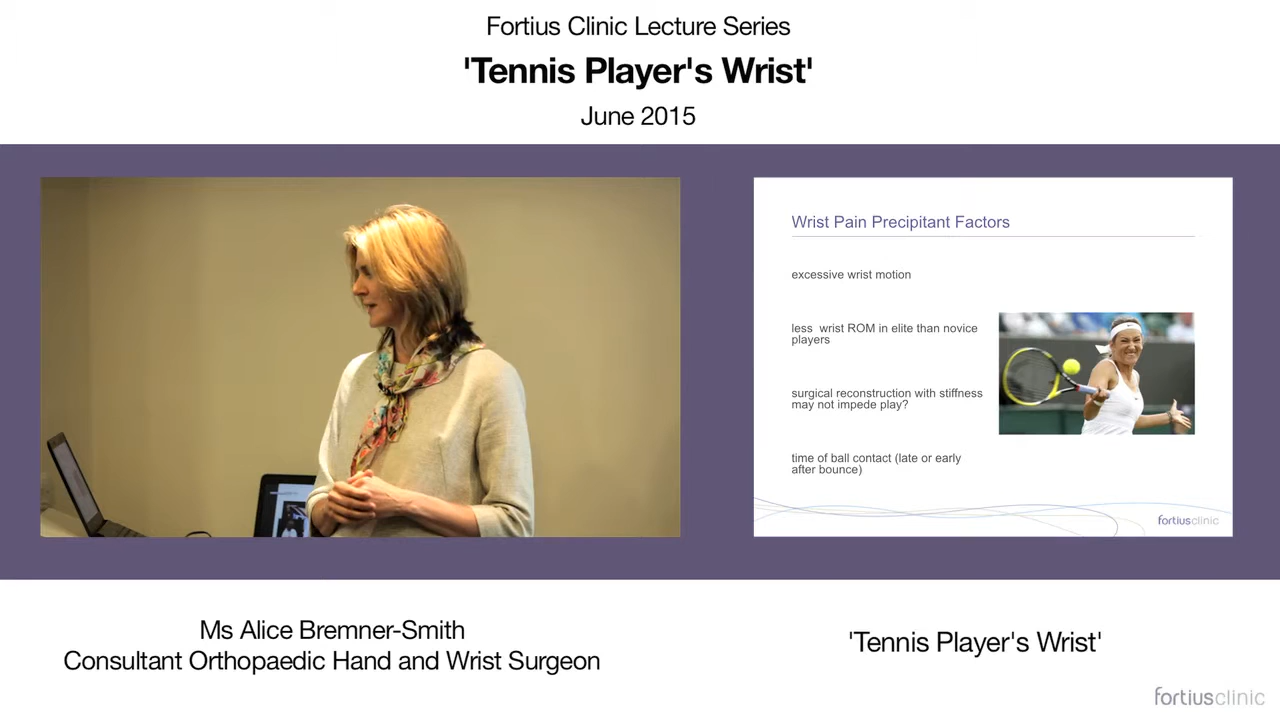 Fortius Clinic Lecture Series
'Tennis Player's Wrist'
June 2015
Wrist Pain Precipitant Factors
excessive wrist motion
less wrist ROM in elite than novice
players
surgical reconstruction with stiffness
may not impede play?
time of ball contact (late or early
after bounce)
fortiusclinic
Ms Alice Bremner-Smith
Consultant Orthopaedic Hand and Wrist Surgeon
'Tennis Player's Wrist'
fortiusclinic